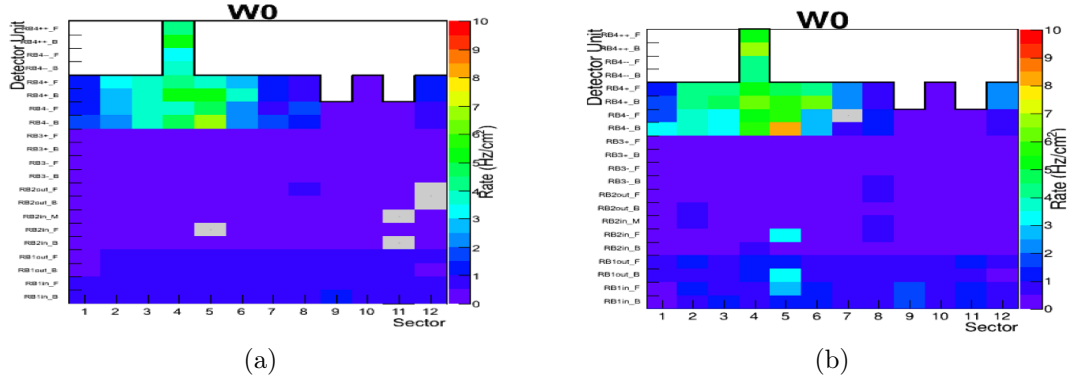 W0
Detector Unit
RB4++_F
RB4++_B
RB4--_F
RB4--_B
RB4+_F
RB4+_B
RB4-_F
RB4-_B
RB3+_F
RB3+_B
RB3-_F
RB3-_B
RB2out_F
RB2out_B
RB2in_M
RB2in_F
RB2in_B
RB1out_F
RB1out_B
RB1in_F
RB1in_B
1 2 3 4 5 6 7 8 9 10 11 12
Sector
10
9
8
7
6
5
4
3
2
1
0
Rate (Hz/cm²)
(a)
W0
Detector Unit
RB4++_F
RB4++_B
RB4--_F
RB4--_B
RB4+_F
RB4+_B
RB4-_F
RB4-_B
RB3+_F
RB3+_B
RB3-_F
RB3-_B
RB2out_F
RB2out_B
RB2in_M
RB2in_F
RB2in_B
RB1out_F
RB1out_B
RB1in_F
RB1in_B
1 2 3 4 5 6 7 8 9 10 11 12
Sector
10
9
8
7
6
5
4
3
2
1
0
Rate (Hz/cm²)
(b)